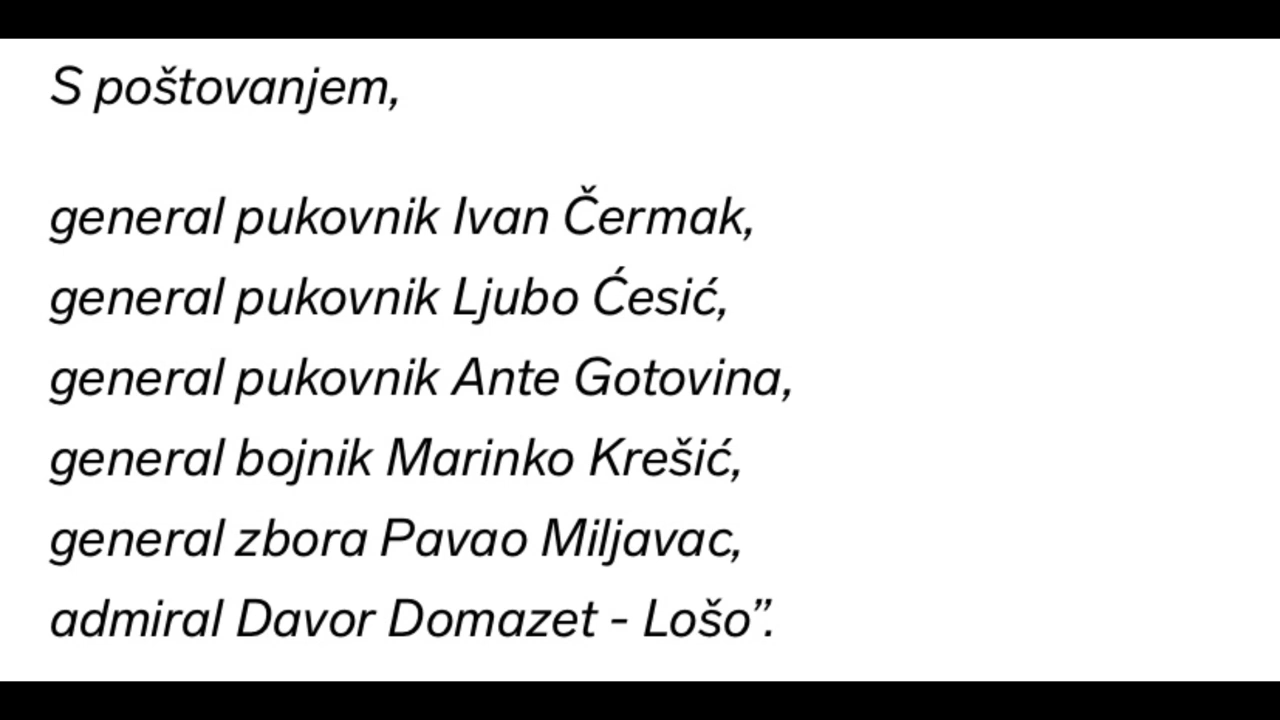 S poštovanjem,
general pukovnik Ivan Čermak,
general pukovnik Ljubo Ćesić,
general pukovnik Ante Gotovina,
general bojnik Marinko Krešić,
general zbora Pavao Miljavac,
admiral Davor Domazet - Lošo”.